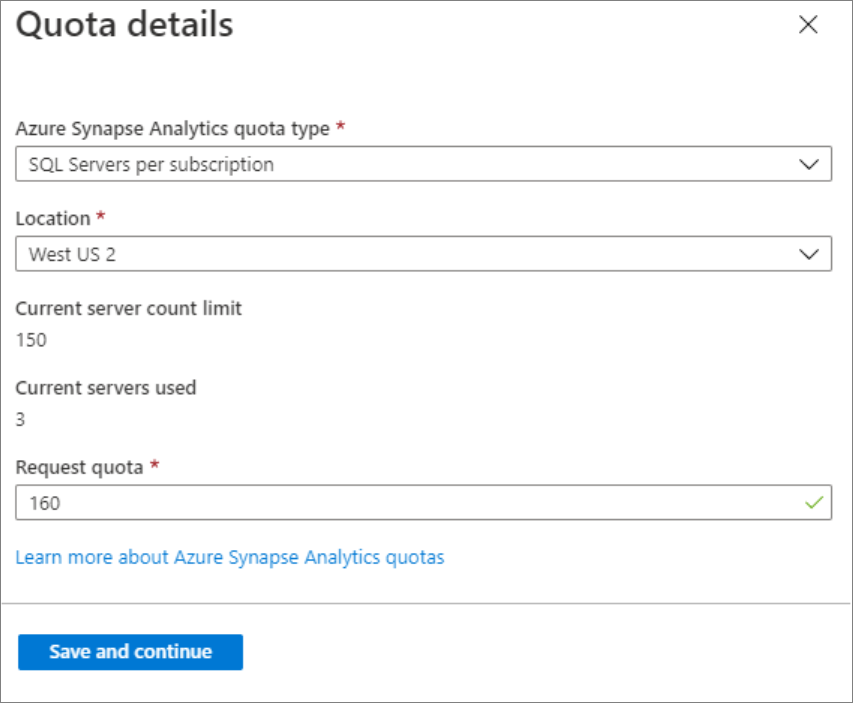 Quota details
Azure Synapse Analytics quota type *
SQL Servers per subscription
Location *
West US 2
Current server count limit
150
Current servers used
3
Request quota *
160
Learn more about Azure Synapse Analytics quotas
Save and continue